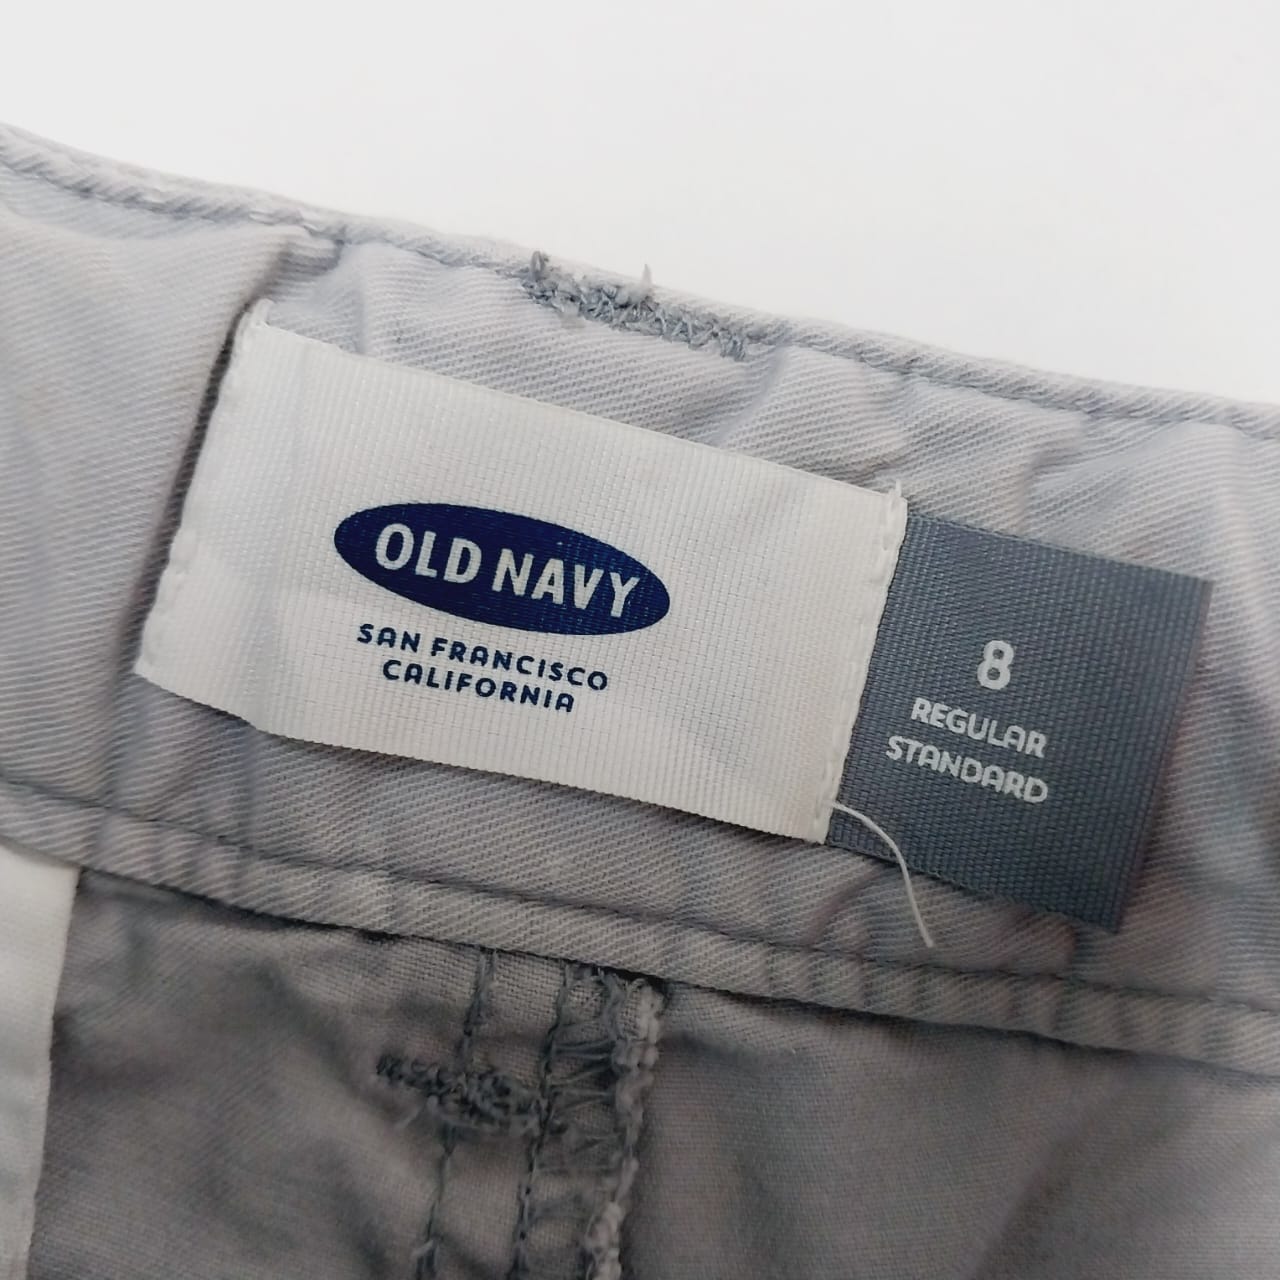 OLD NAVY
SAN FRANCISCO
CALIFORNIA
8
REGULAR
STANDARD